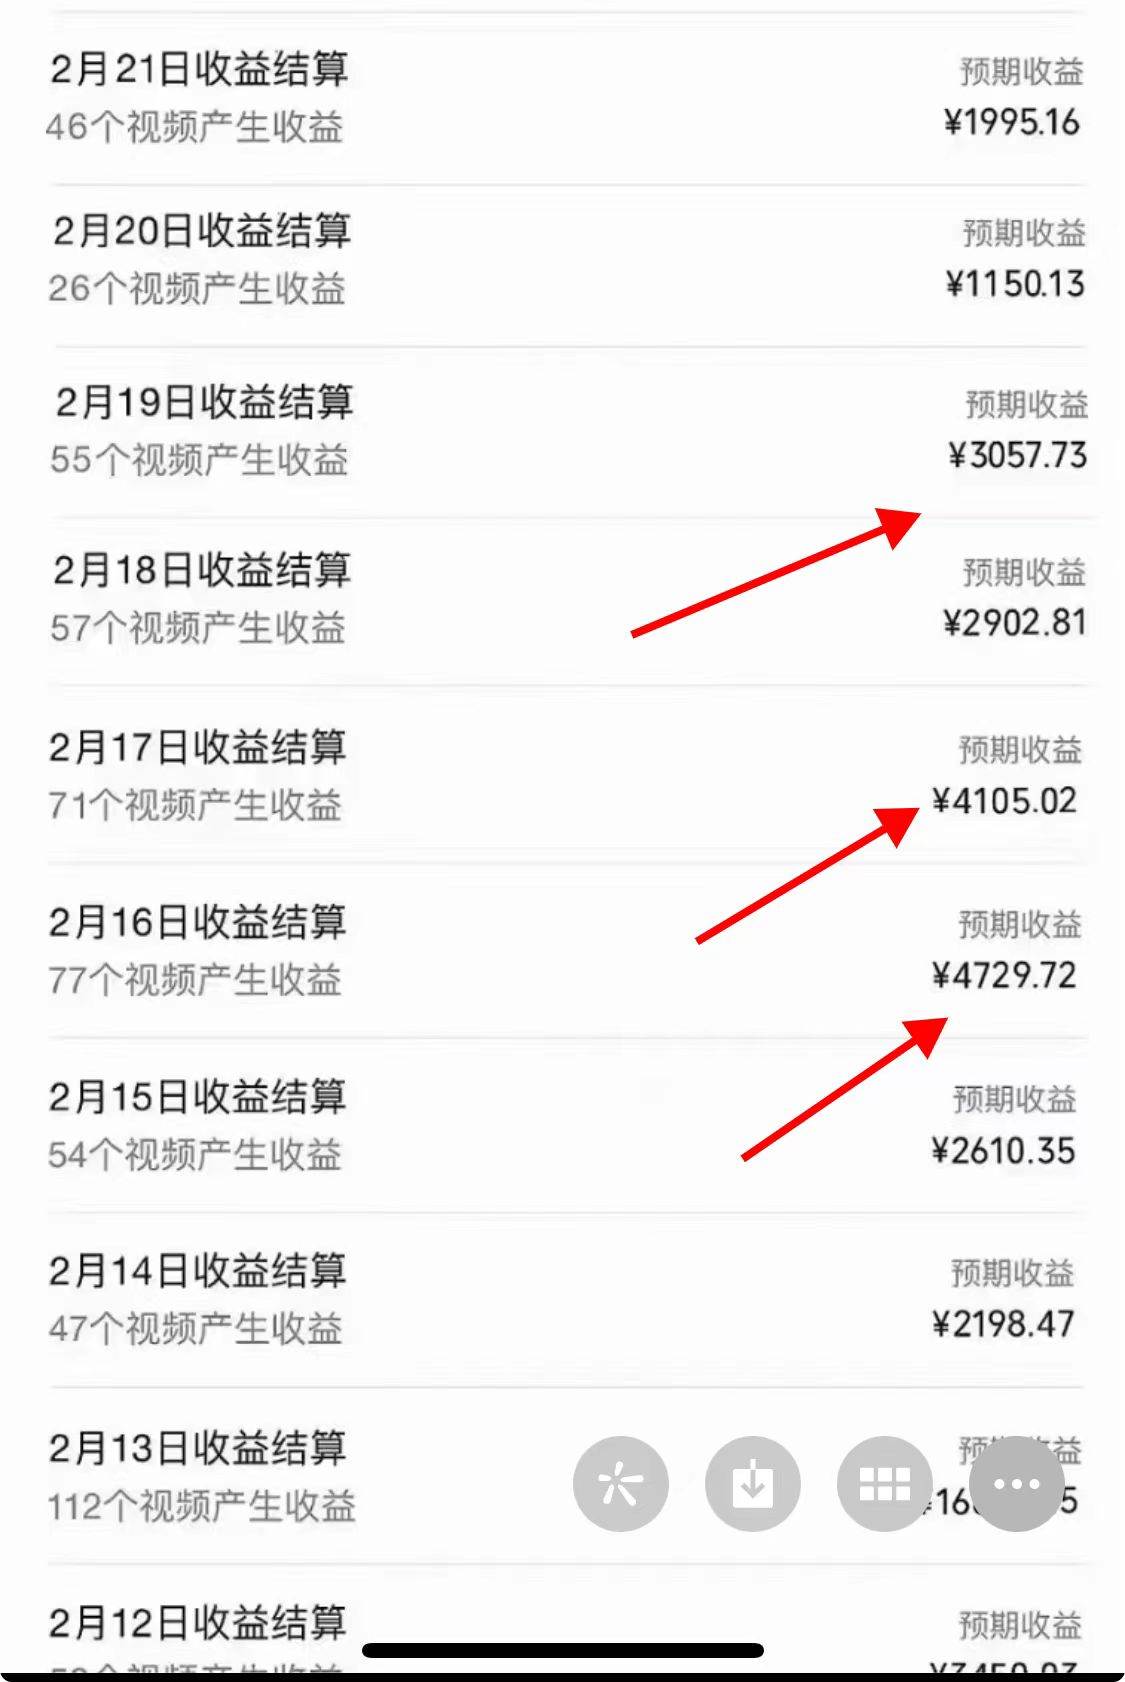 2月21日收益结算
预期收益
46个视频产生收益
¥1995.16
2月20日收益结算
预期收益
26个视频产生收益
¥1150.13
2月19日收益结算
预期收益
55个视频产生收益
¥3057.73
2月18日收益结算
预期收益
57个视频产生收益
¥2902.81
2月17日收益结算
预期收益
71个视频产生收益
¥4105.02
2月16日收益结算
预期收益
77个视频产生收益
¥4729.72
2月15日收益结算
预期收益
54个视频产生收益
¥2610.35
2月14日收益结算
预期收益
47个视频产生收益
¥2198.47
2月13日收益结算
112个视频产生收益
2月12日收益结算
预期收益